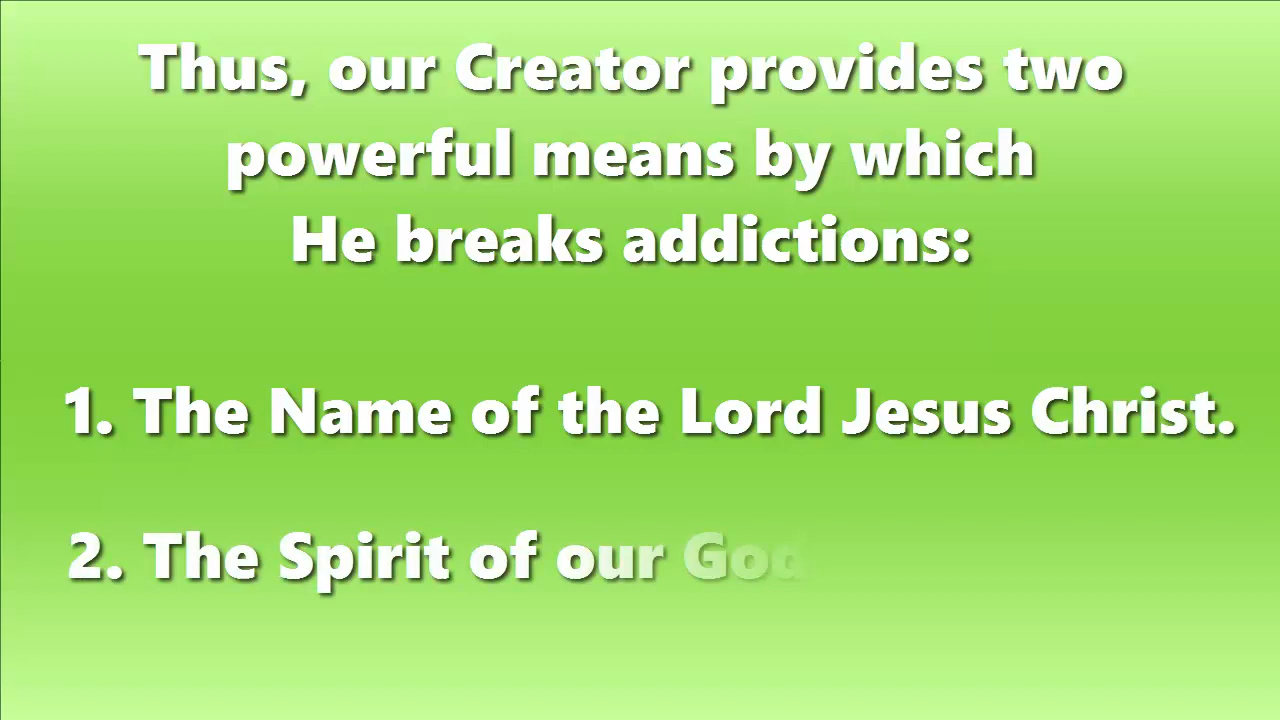 Thus, our Creator provides two
powerful means by which
He breaks addictions:
1. The Name of the Lord Jesus Christ.
2. The Spirit of our God